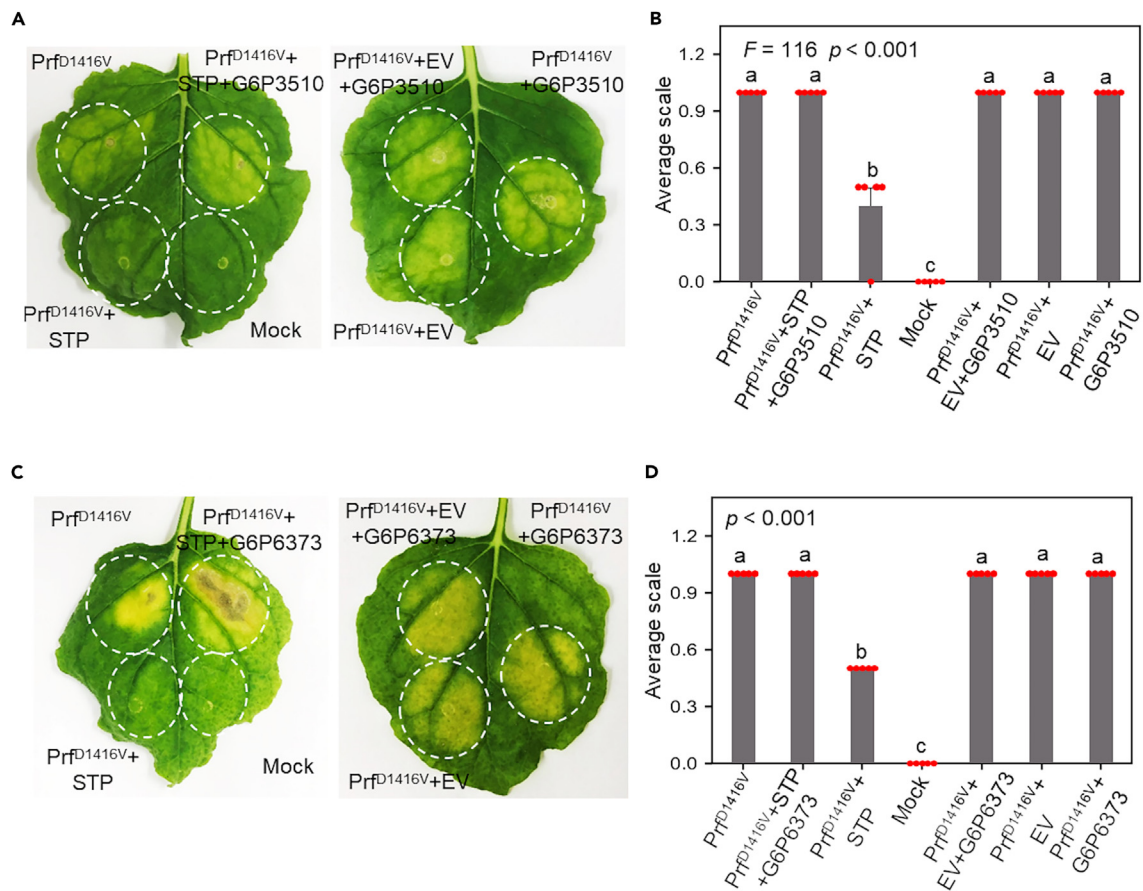 A
Prf^D1416V
Prf^D1416V+
STP+G6P3510
Prf^D1416V+
STP
Mock
Prf^D1416V+EV
+G6P3510
Prf^D1416V
+G6P3510
Prf^D1416V+EV
B
Average scale
1.2
0.9
0.6
0.3
0.0
F = 116 p < 0.001
a
a
b
c
a
a
a
Prf^D1416V
Prf^D1416V+STP
+G6P3510
Prf^D1416V+
STP
Mock
Prf^D1416V+
EV+G6P3510
Prf^D1416V+
EV
Prf^D1416V+
G6P3510
C
Prf^D1416V
Prf^D1416V+
STP+G6P6373
Prf^D1416V+
STP
Mock
Prf^D1416V+EV
+G6P6373
Prf^D1416V
+G6P6373
Prf^D1416V+EV
D
Average scale
1.2
0.9
0.6
0.3
0.0
p < 0.001
a
a
b
c
a
a
a
Prf^D1416V
Prf^D1416V+STP
+G6P6373
Prf^D1416V+
STP
Mock
Prf^D1416V+
EV+G6P6373
Prf^D1416V+
EV
Prf^D1416V+
G6P6373